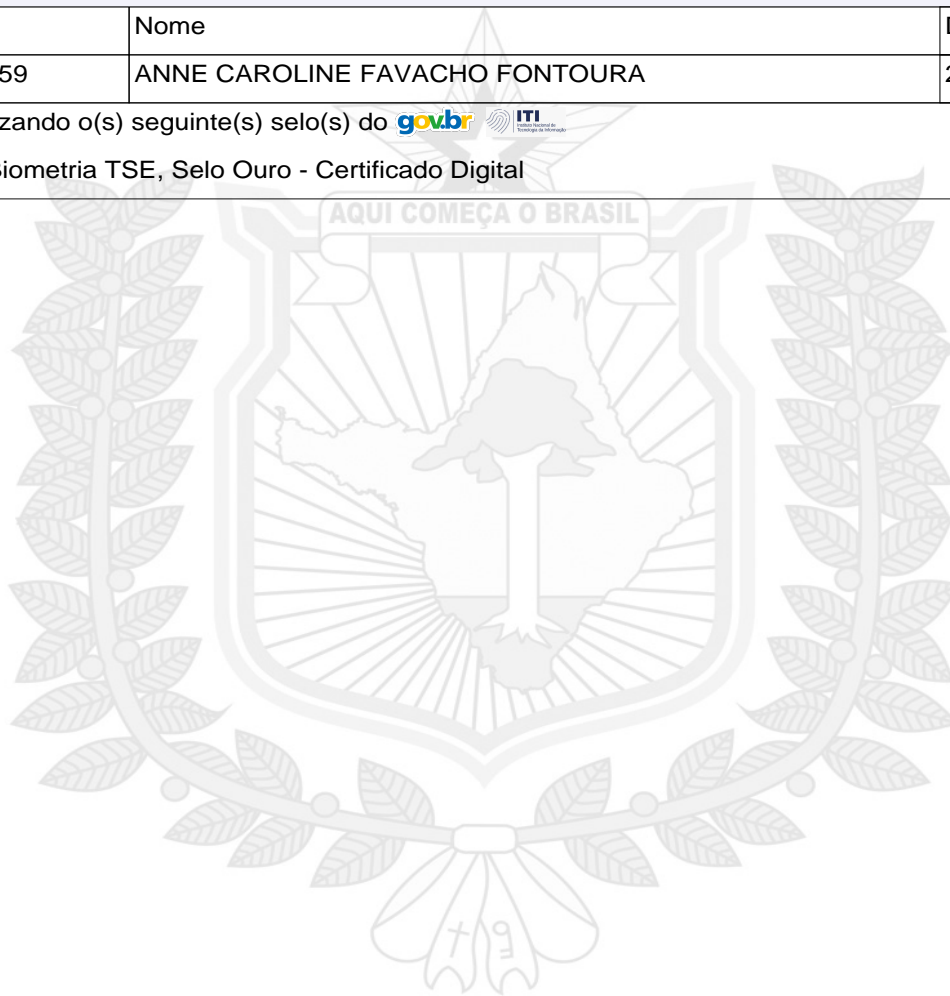 Nome
59 ANNE CAROLINE FAVACHO FONTOURA
zando o(s) seguinte(s) selo(s) do gov.br ITI
Biometria TSE, Selo Ouro - Certificado Digital
AQUI COMEÇA O BRASIL